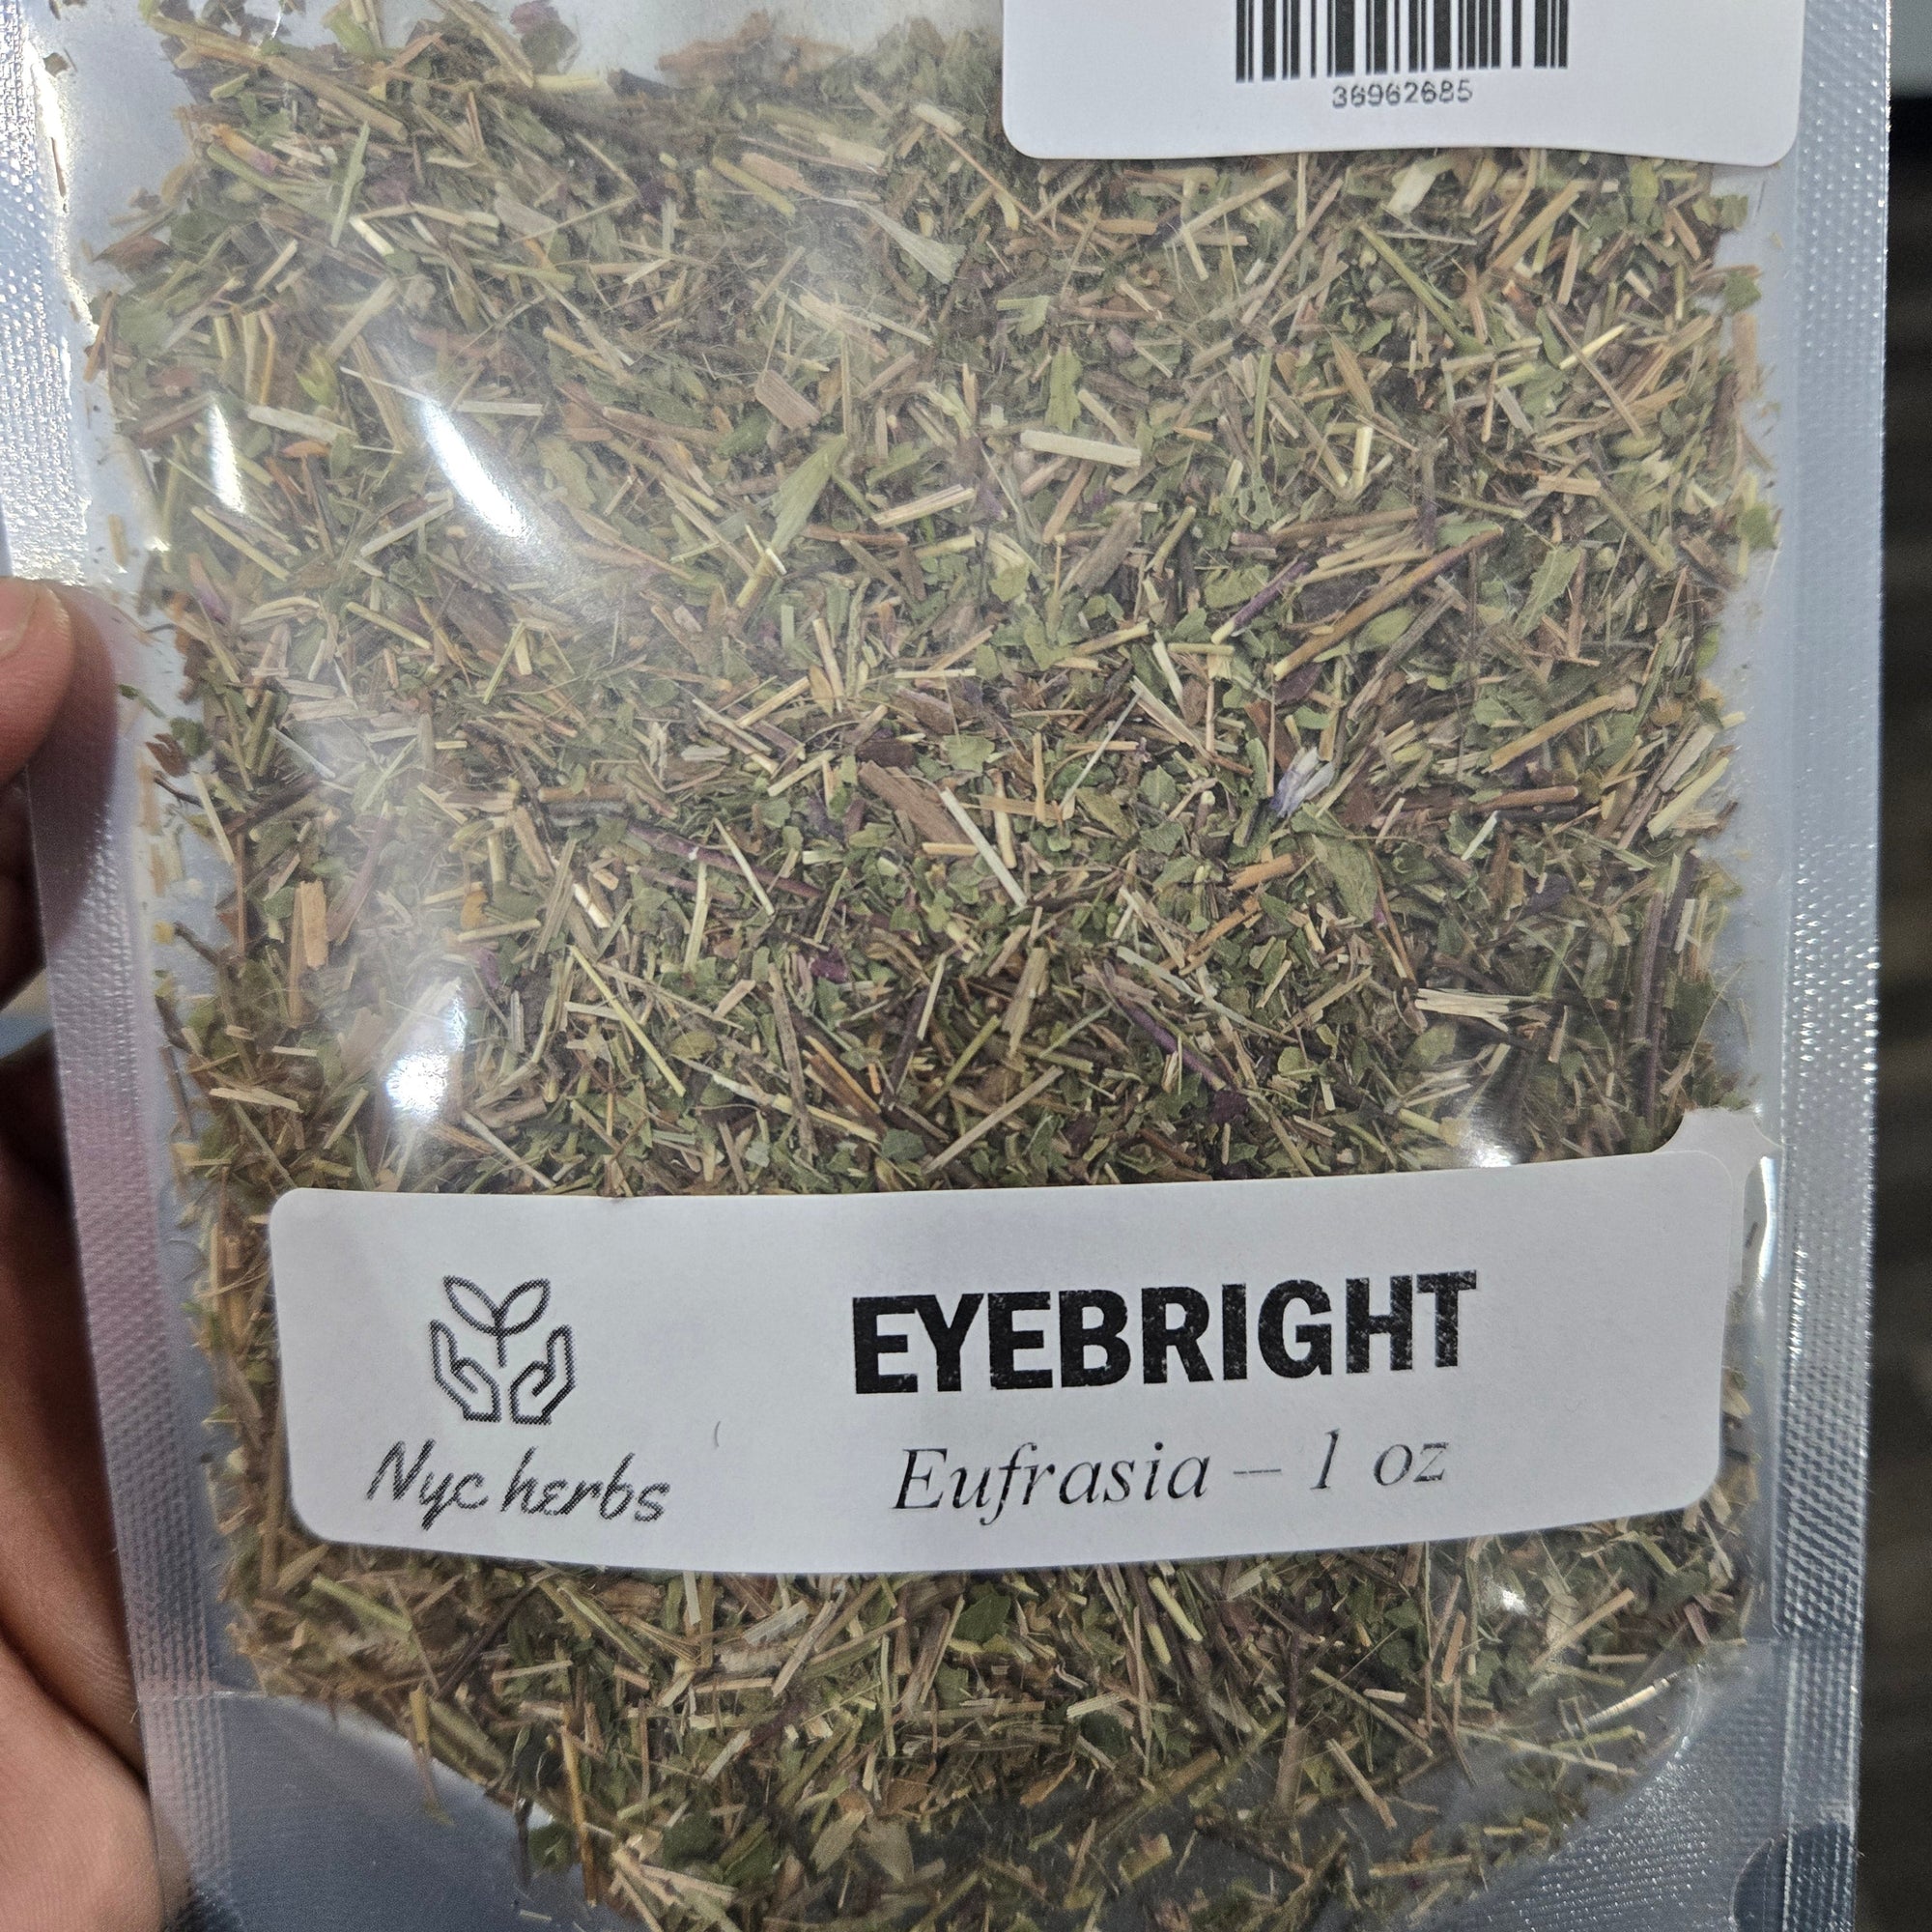 36962685
EYEBRIGHT
Eufrasia – 1 oz
Nyc herbs